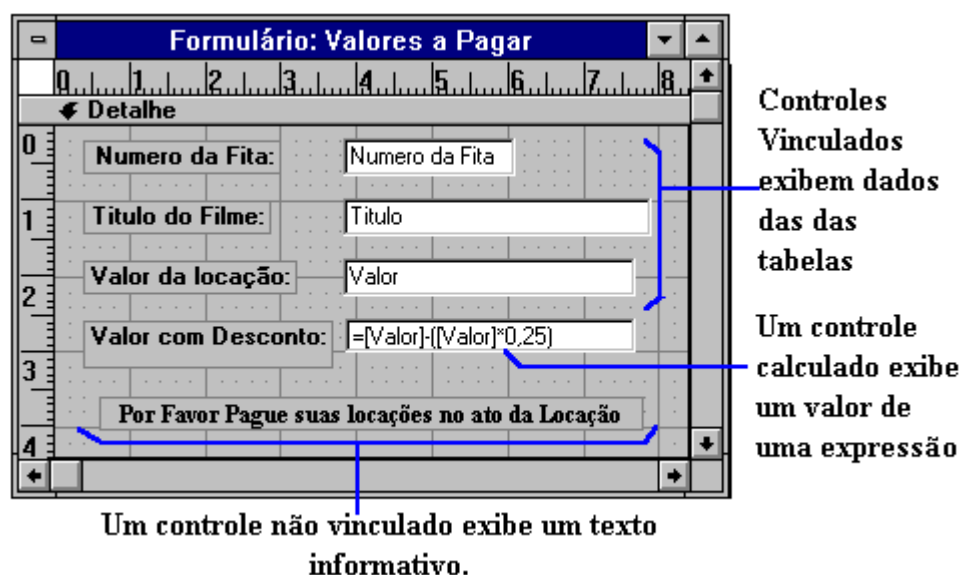 Formulário: Valores a Pagar
0 1 2 3 4 5 6 7 8
Detalhe
0
Numero da Fita: Numero da Fita
1
Titulo do Filme: Titulo
Valor da locação: Valor
2
Valor com Desconto: =[Valor]-([Valor]*0,25)
3
Por Favor Pague suas locações no ato da Locação
4
Controles
Vinculados
exibem dados
das das
tabelas
Um controle
calculado exibe
um valor de
uma expressão
Um controle não vinculado exibe um texto
informativo.